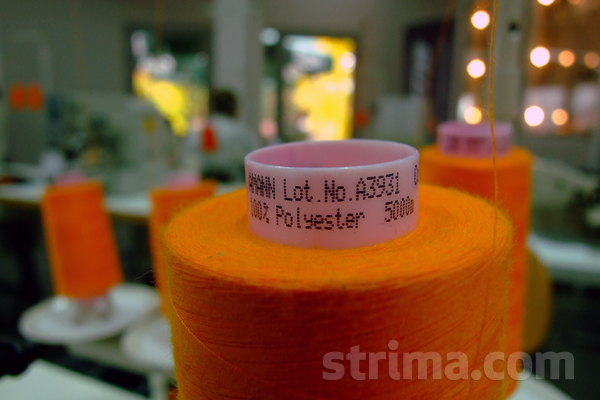 AMANN Lot.No.A3931
100% Polyester 5000m
strima.com